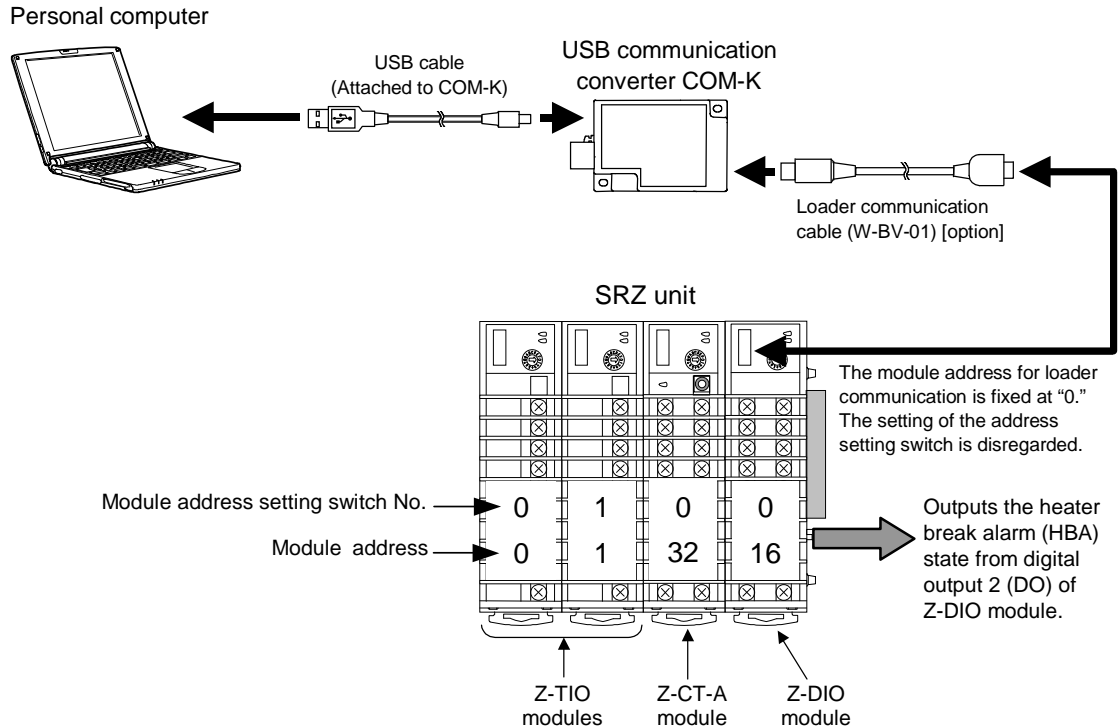 Personal computer
USB cable
(Attached to COM-K)
USB communication
converter COM-K
Loader communication
cable (W-BV-01) [option]
SRZ unit
The module address for loader
communication is fixed at “0.”
The setting of the address
setting switch is disregarded.
Module address setting switch No.
0 1 0 0
Module address
0 1 32 16
Outputs the heater
break alarm (HBA)
state from digital
output 2 (DO) of
Z-DIO module.
Z-TIO
modules
Z-CT-A
module
Z-DIO
module